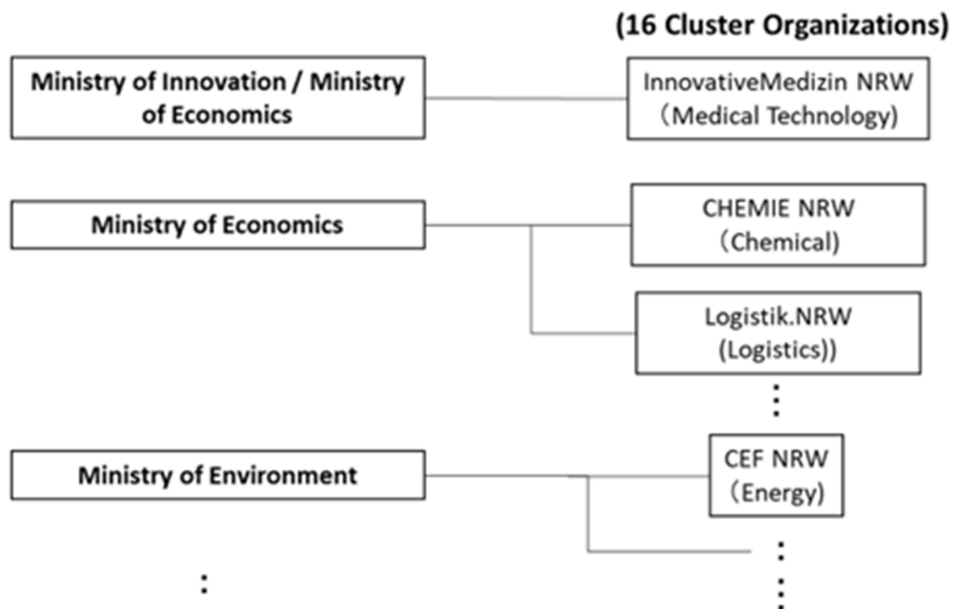 (16 Cluster Organizations)
Ministry of Innovation / Ministry
of Economics
InnovativeMedizin NRW
（Medical Technology)
Ministry of Economics
CHEMIE NRW
（Chemical)
Logistik.NRW
(Logistics))
⋮
Ministry of Environment
CEF NRW
（Energy)
⋮
: